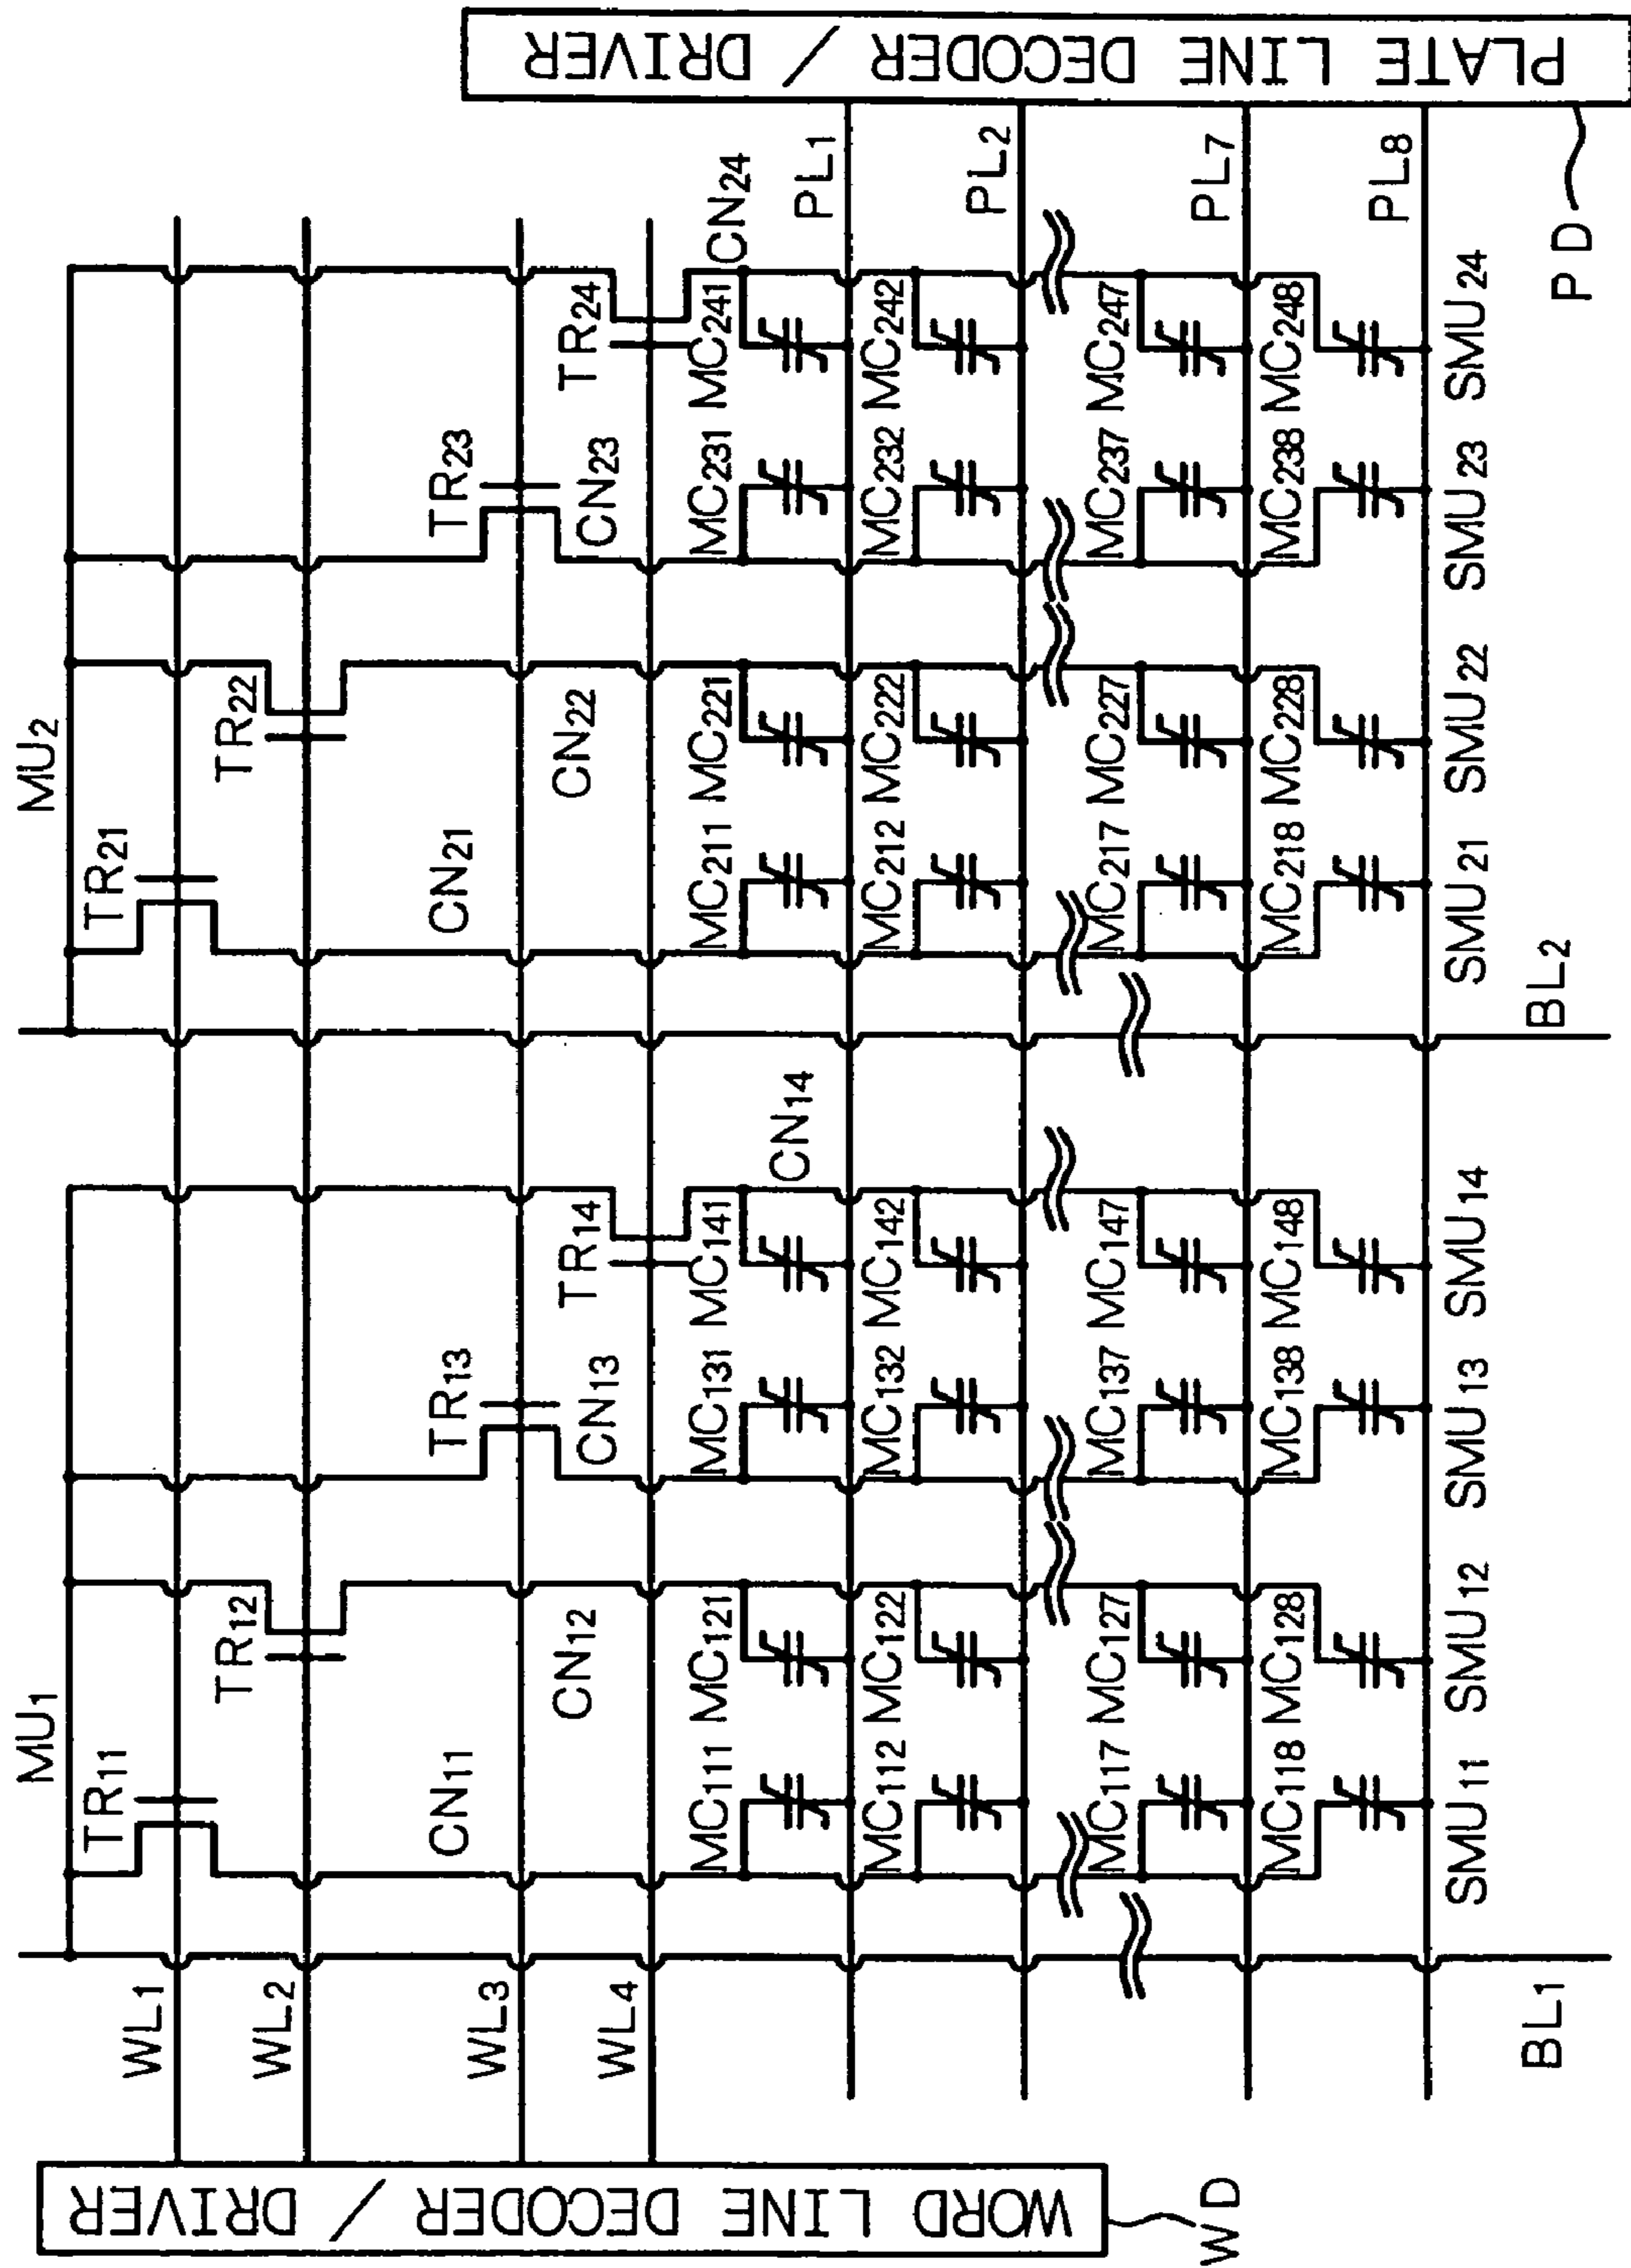 MU1 MU2
TR11 TR21
WL1
TR12 TR22
WL2
CN11 TR13 CN21 TR23
WL3
CN12 CN13 TR14 CN22 CN23 TR24
WL4
MC111 MC121 MC131 MC141 MC211 MC221 MC231 MC241 CN24
CN14 PL1
MC112 MC122 MC132 MC142 MC212 MC222 MC232 MC242 PL2
MC117 MC127 MC137 MC147 MC217 MC227 MC237 MC247 PL7
MC118 MC128 MC138 MC148 MC218 MC228 MC238 MC248 PL8
SMU11 SMU12 SMU13 SMU14 SMU21 SMU22 SMU23 SMU24
BL1 BL2
WORD LINE DECODER / DRIVER
WD
PLATE LINE DECODER / DRIVER
PD